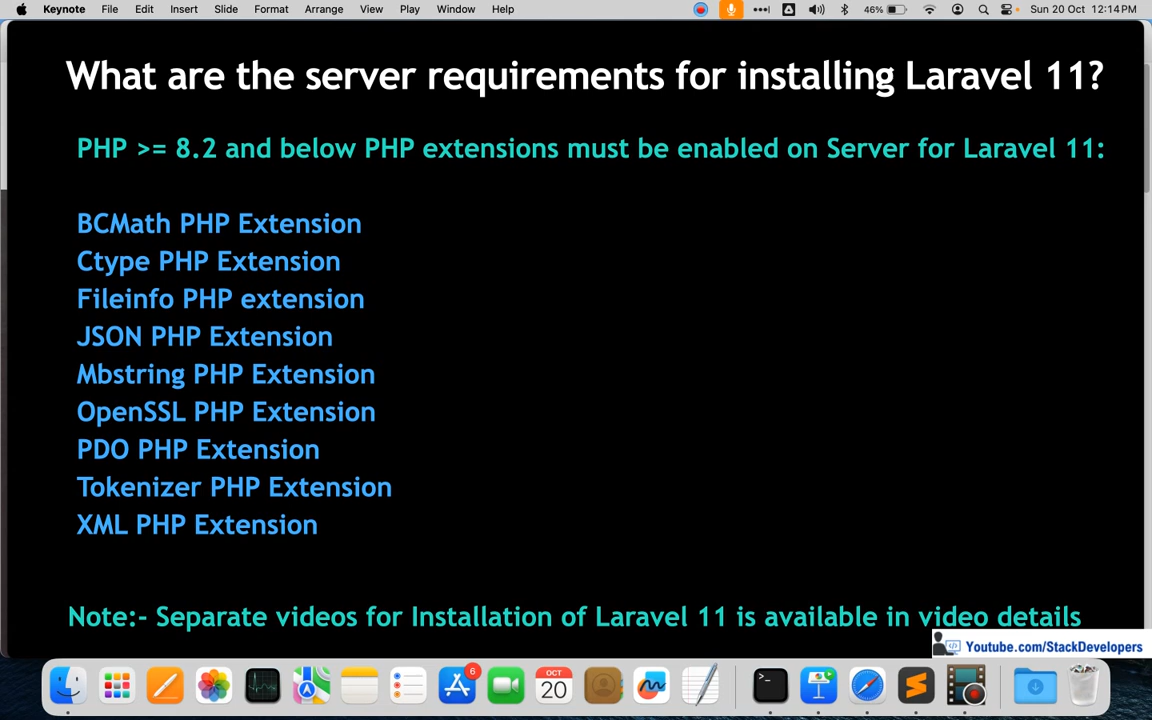 Keynote File Edit Insert Slide Format Arrange View Play Window Help 46% Sun 20 Oct 12:14 PM
What are the server requirements for installing Laravel 11?
PHP >= 8.2 and below PHP extensions must be enabled on Server for Laravel 11:
BCMath PHP Extension
Ctype PHP Extension
Fileinfo PHP extension
JSON PHP Extension
Mbstring PHP Extension
OpenSSL PHP Extension
PDO PHP Extension
Tokenizer PHP Extension
XML PHP Extension
Note:- Separate videos for Installation of Laravel 11 is available in video details
Youtube.com/StackDevelopers
6
OCT
20